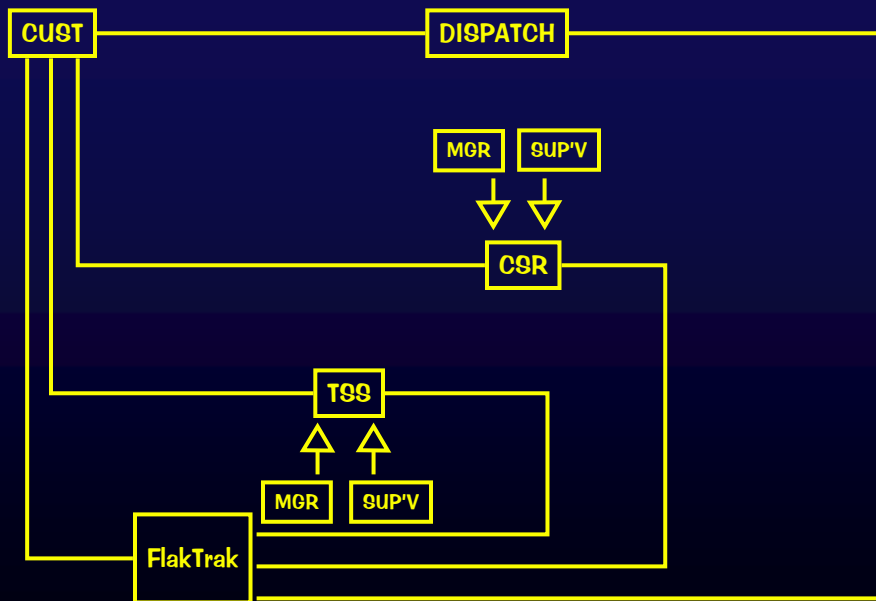 CUST
DISPATCH
MGR
SUP'V
CSR
TSS
MGR
SUP'V
FlakTrak